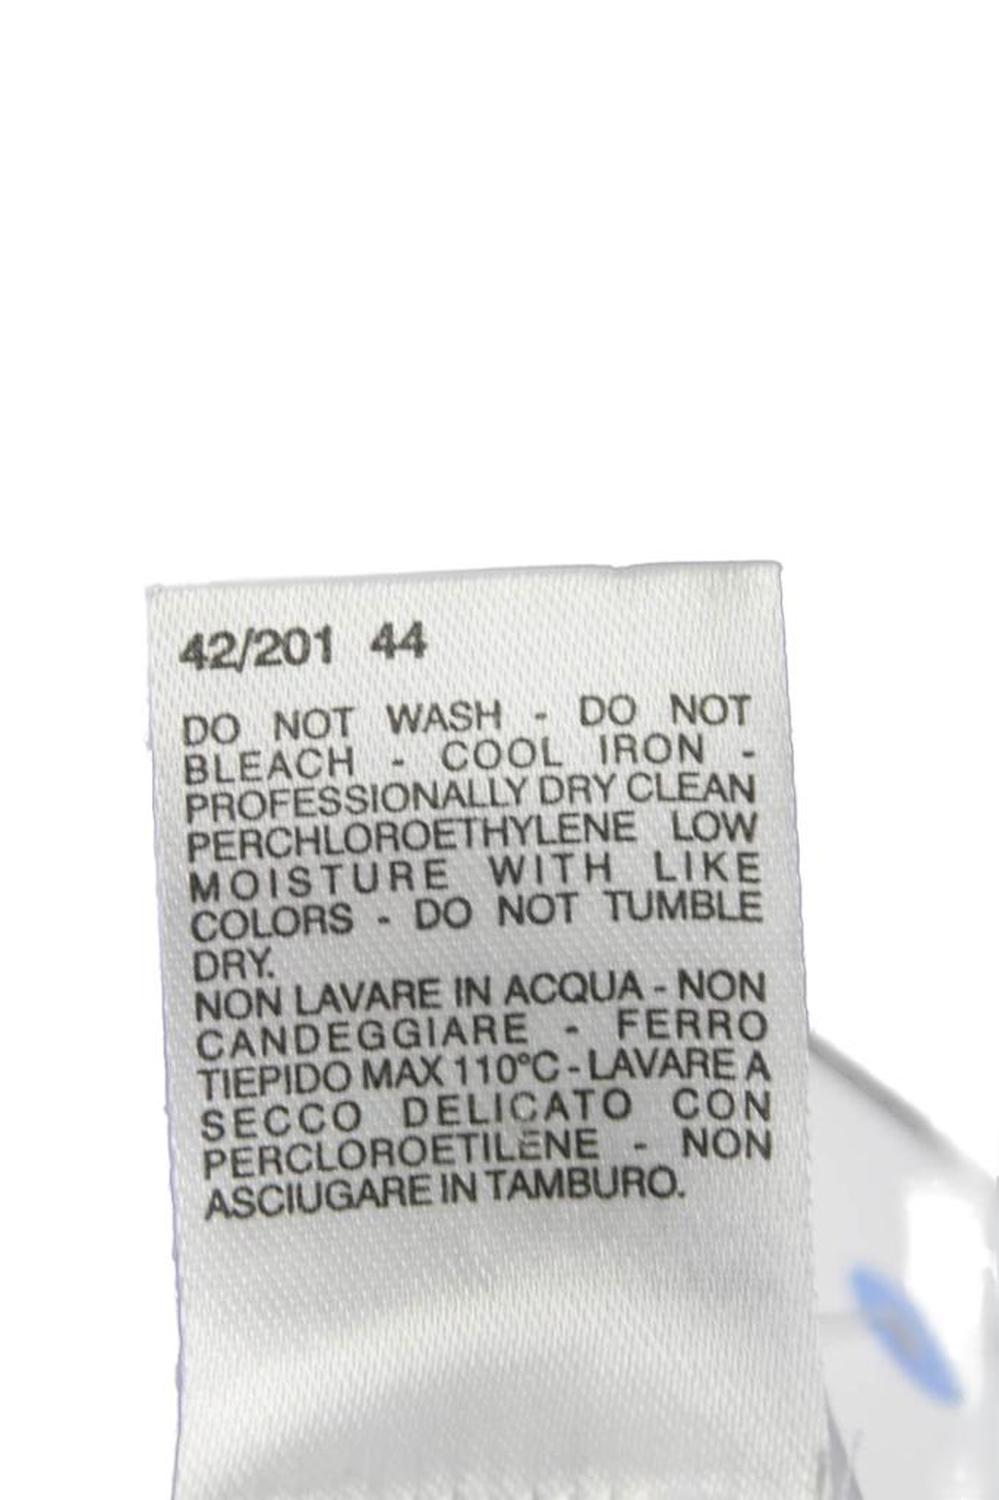 42/201 44
DO NOT WASH - DO NOT
BLEACH - COOL IRON -
PROFESSIONALLY DRY CLEAN
PERCHLOROETHYLENE LOW
MOISTURE WITH LIKE
COLORS - DO NOT TUMBLE
DRY.
NON LAVARE IN ACQUA - NON
CANDEGGIARE - FERRO
TIEPIDO MAX 110°C - LAVARE A
SECCO DELICATO CON
PERCLOROETILENE - NON
ASCIUGARE IN TAMBURO.